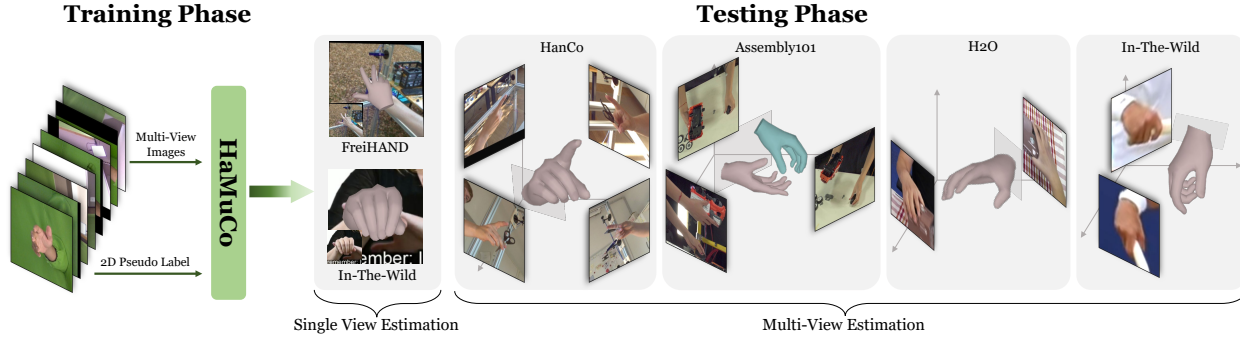 Training Phase
Testing Phase
Multi-View
Images
2D Pseudo Label
HaMuCo
FreiHAND
In-The-Wild
Single View Estimation
HanCo
Assembly101
H2O
In-The-Wild
Multi-View Estimation